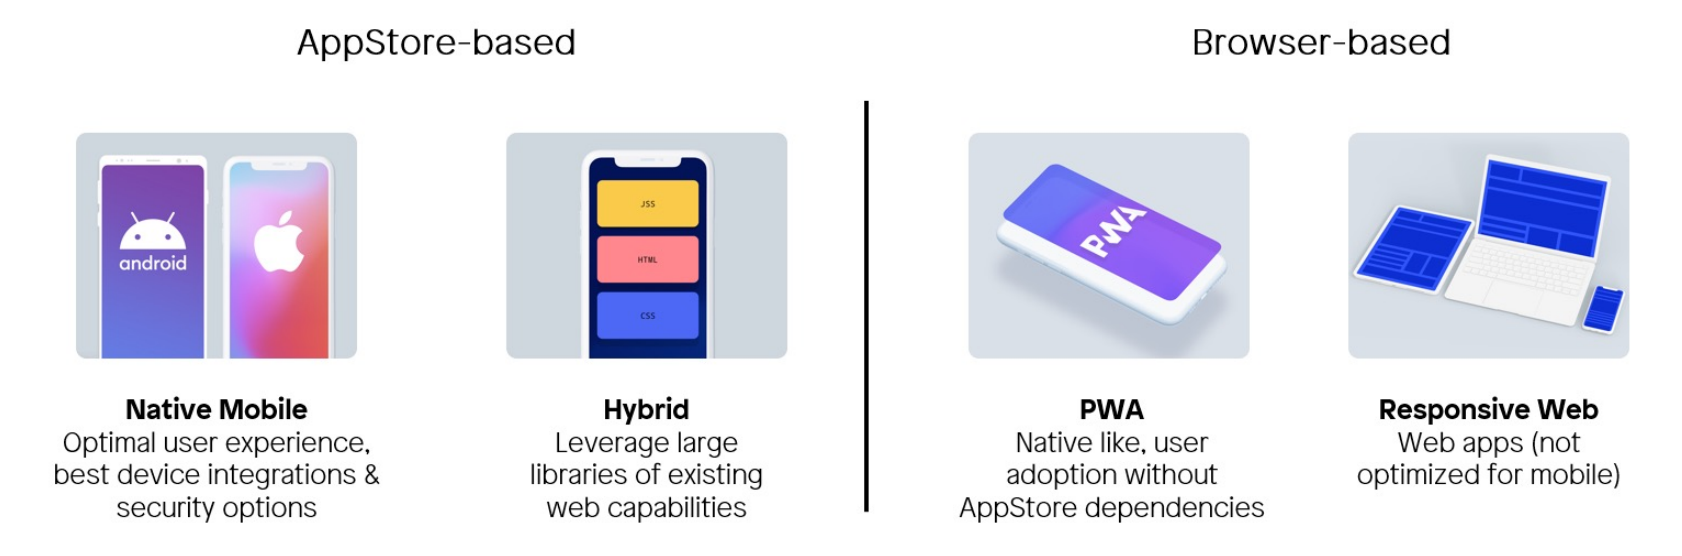 AppStore-based
Browser-based
android
JSS
HTML
CSS
PWA
Native Mobile
Optimal user experience,
best device integrations &
security options
Hybrid
Leverage large
libraries of existing
web capabilities
PWA
Native like, user
adoption without
AppStore dependencies
Responsive Web
Web apps (not
optimized for mobile)